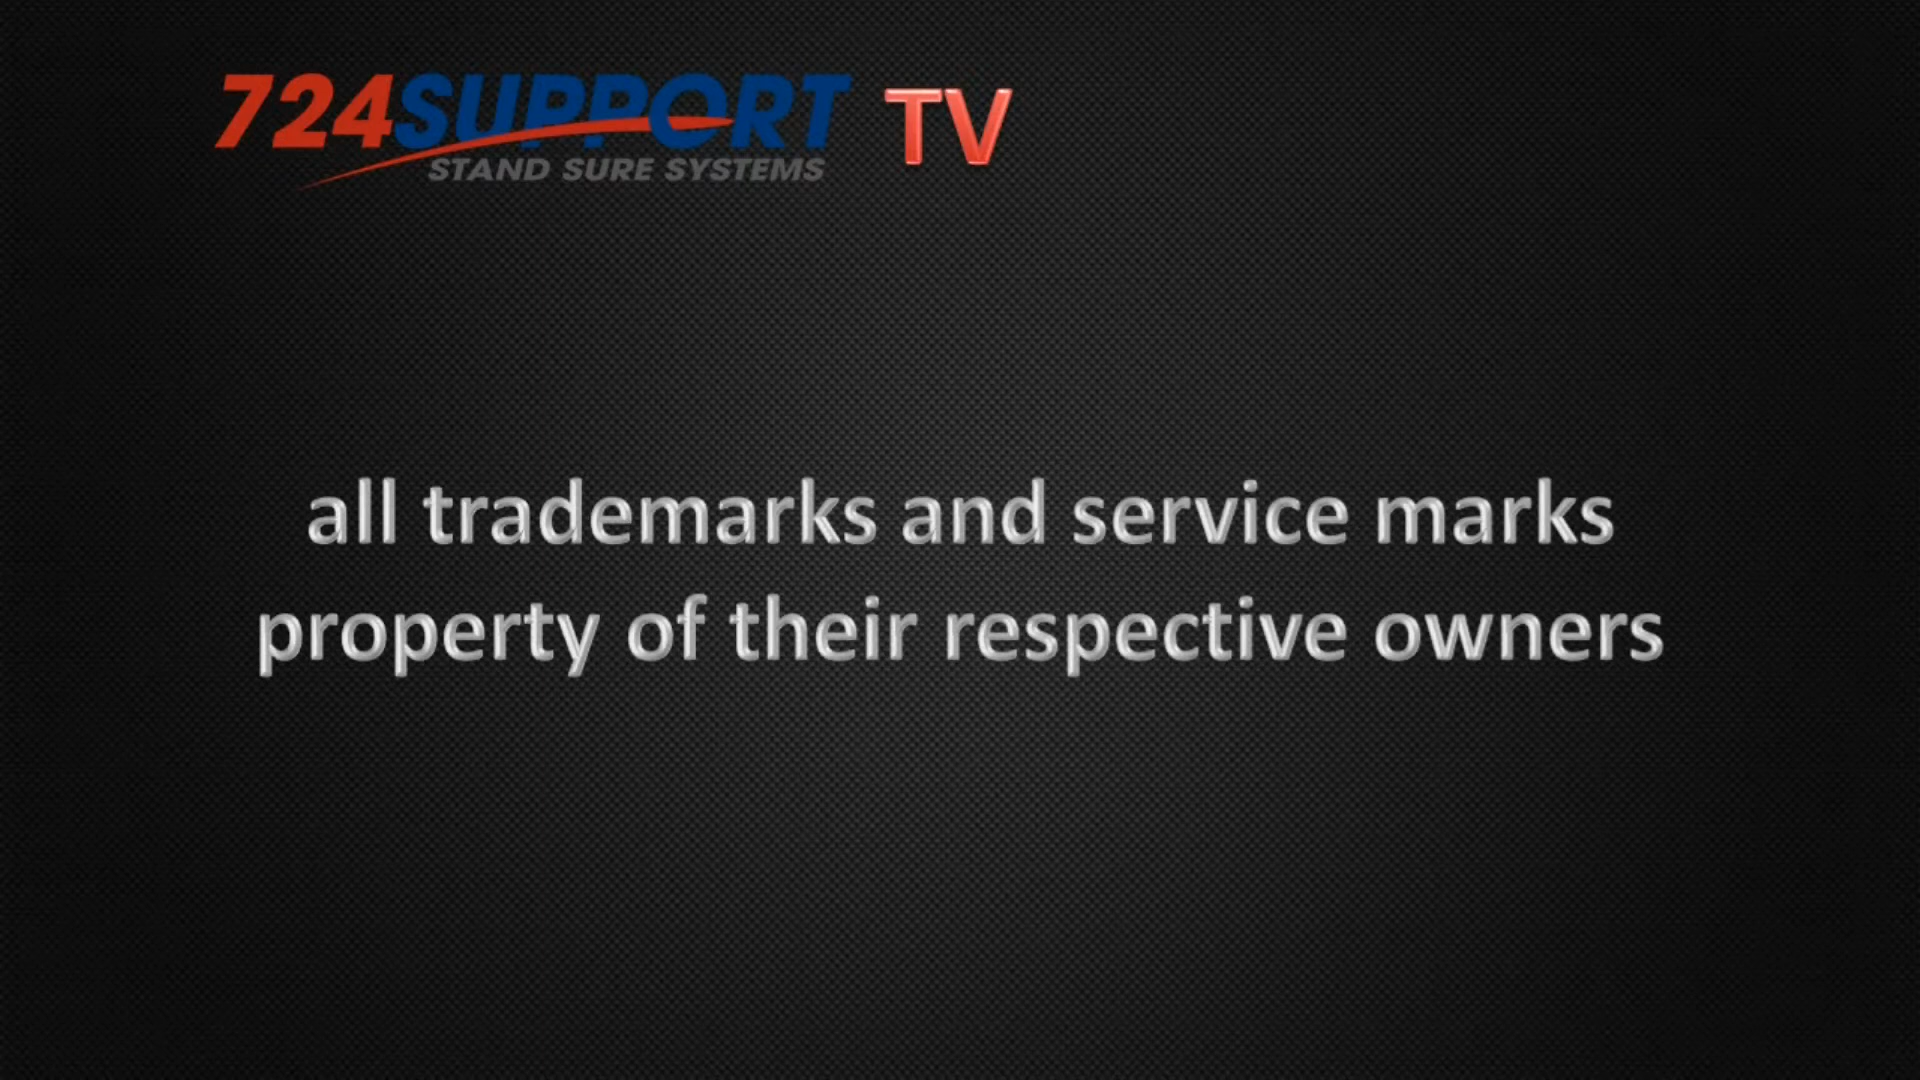 724SUPPORT TV
STAND SURE SYSTEMS
all trademarks and service marks
property of their respective owners